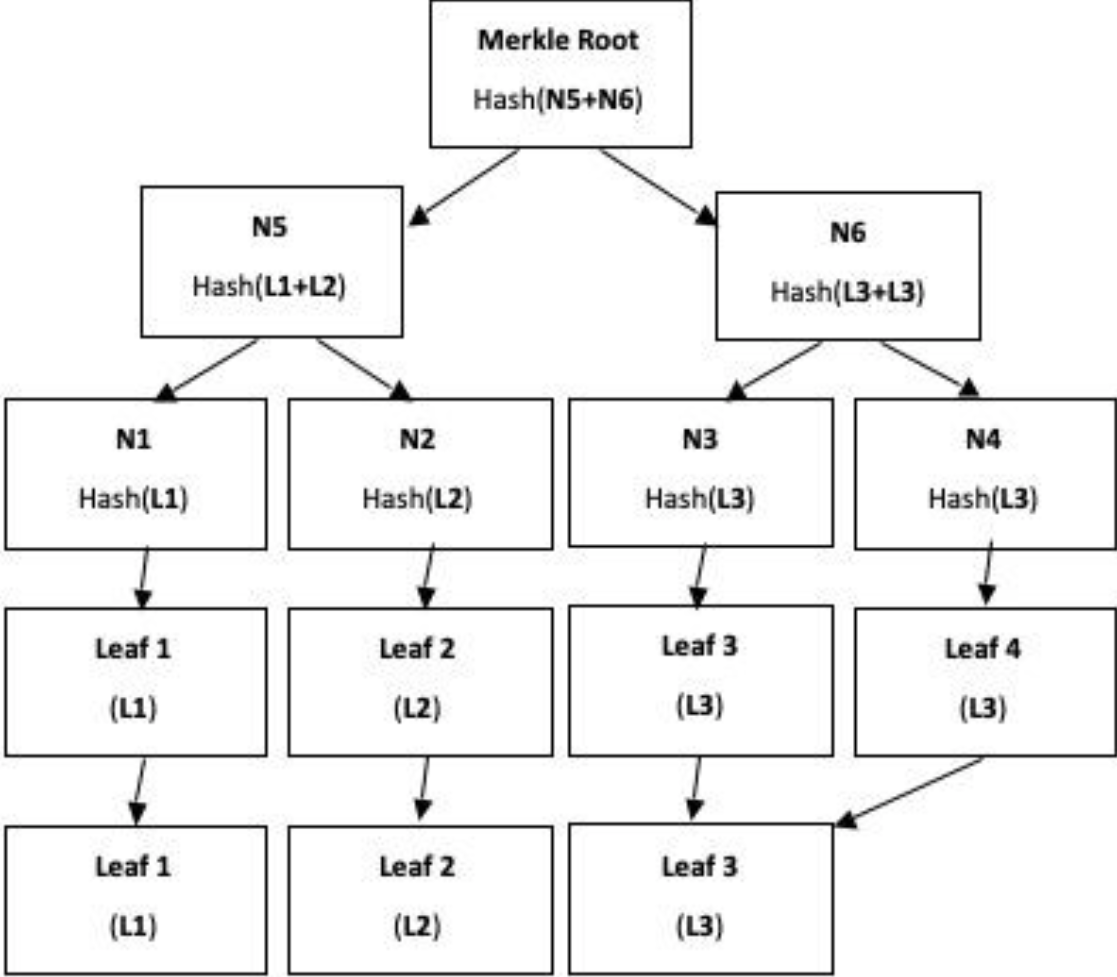 Merkle Root
Hash(N5+N6)
N5
Hash(L1+L2)
N6
Hash(L3+L3)
N1
Hash(L1)
N2
Hash(L2)
N3
Hash(L3)
N4
Hash(L3)
Leaf 1
(L1)
Leaf 2
(L2)
Leaf 3
(L3)
Leaf 4
(L3)
Leaf 1
(L1)
Leaf 2
(L2)
Leaf 3
(L3)